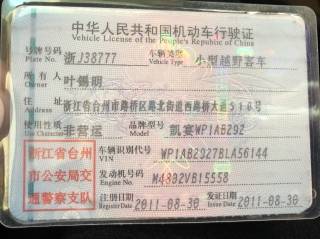 中华人民共和国机动车行驶证
Vehicle License of the People's Republic of China
号牌号码 浙J38777 车辆类型 小型越野客车
Plate No. Vehicle Type
所有人 叶锡明
Owner
住址 浙江省台州市路桥区路北街道西路桥大道516号
Address
使用性质 非营运 品牌型号 凯宴WP1AB292
Use Character Model
浙江省台州 车辆识别代号 WP1AB2927BLA56144
VIN
市公安局交 发动机号码 M4802VB15558
Engine No.
通警察支队 注册日期 2011-08-30 发证日期 2011-08-30
Register Date Issue Date